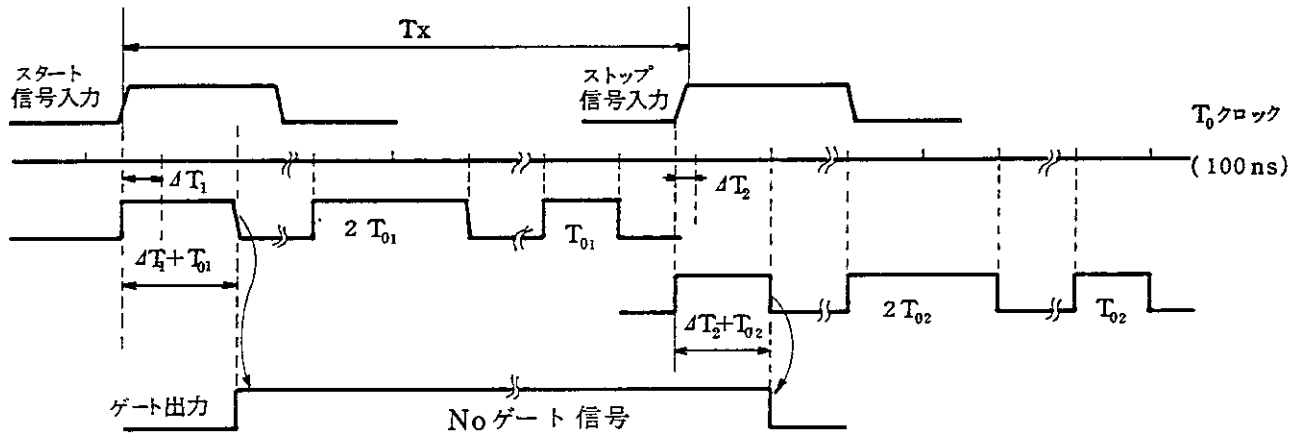 Tx
スタート
信号入力
ストップ
信号入力
T₀クロック
(100ns)
ΔT₁
ΔT₂
2T₀₁
T₀₁
ΔT₁+T₀₁
2T₀₂
T₀₂
ΔT₂+T₀₂
ゲート出力
Noゲート信号